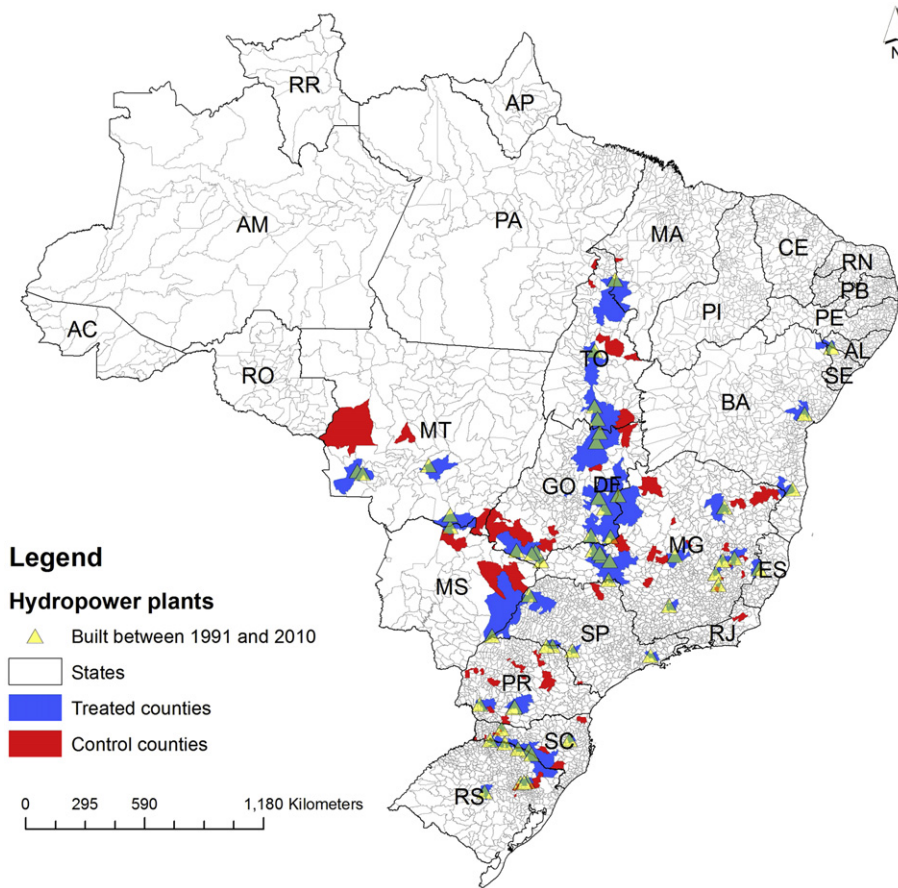 N
RR
AP
AM
PA
MA
CE
RN
PB
PE
AL
SE
PI
AC
RO
TO
BA
MT
GO
DF
MG
ES
MS
SP
RJ
PR
SC
RS
Legend
Hydropower plants
Built between 1991 and 2010
States
Treated counties
Control counties
0 295 590 1,180 Kilometers